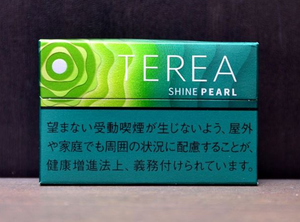 TEREA
SHINE PEARL
望まない受動喫煙が生じないよう、屋外
や家庭でも周囲の状況に配慮することが、
健康増進法上、義務付けられています。